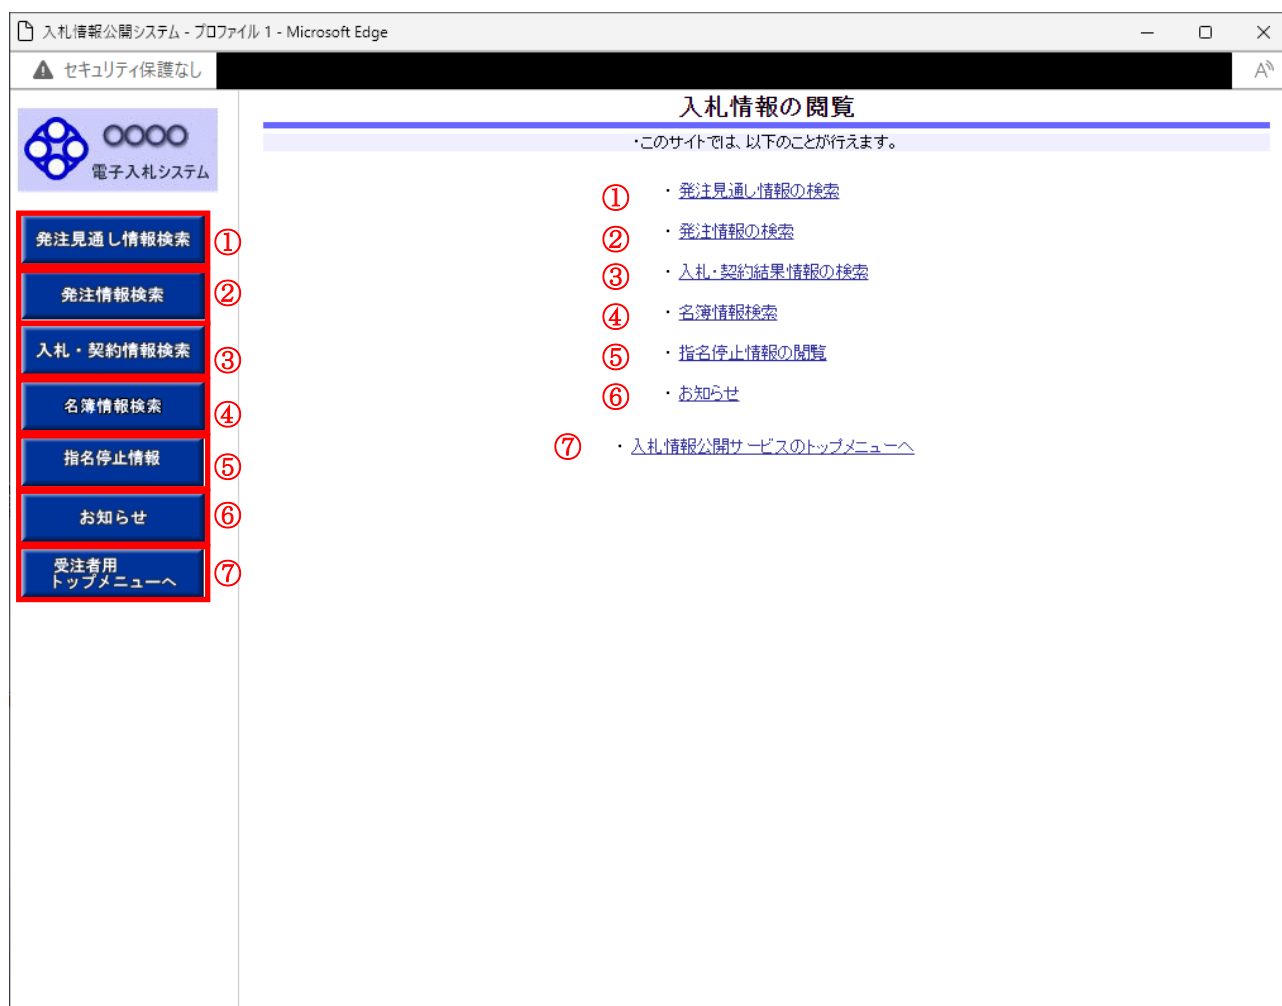 入札情報公開システム - プロファイル 1 - Microsoft Edge
セキュリティ保護なし
A
〇〇〇〇
電子入札システム
発注見通し情報検索 ①
発注情報検索 ②
入札・契約情報検索 ③
名簿情報検索 ④
指名停止情報 ⑤
お知らせ ⑥
受注者用
トップメニューへ ⑦
入札情報の閲覧
・このサイトでは、以下のことが行えます。
① ・発注見通し情報の検索
② ・発注情報の検索
③ ・入札・契約結果情報の検索
④ ・名簿情報検索
⑤ ・指名停止情報の閲覧
⑥ ・お知らせ
⑦ ・入札情報公開サービスのトップメニューへ